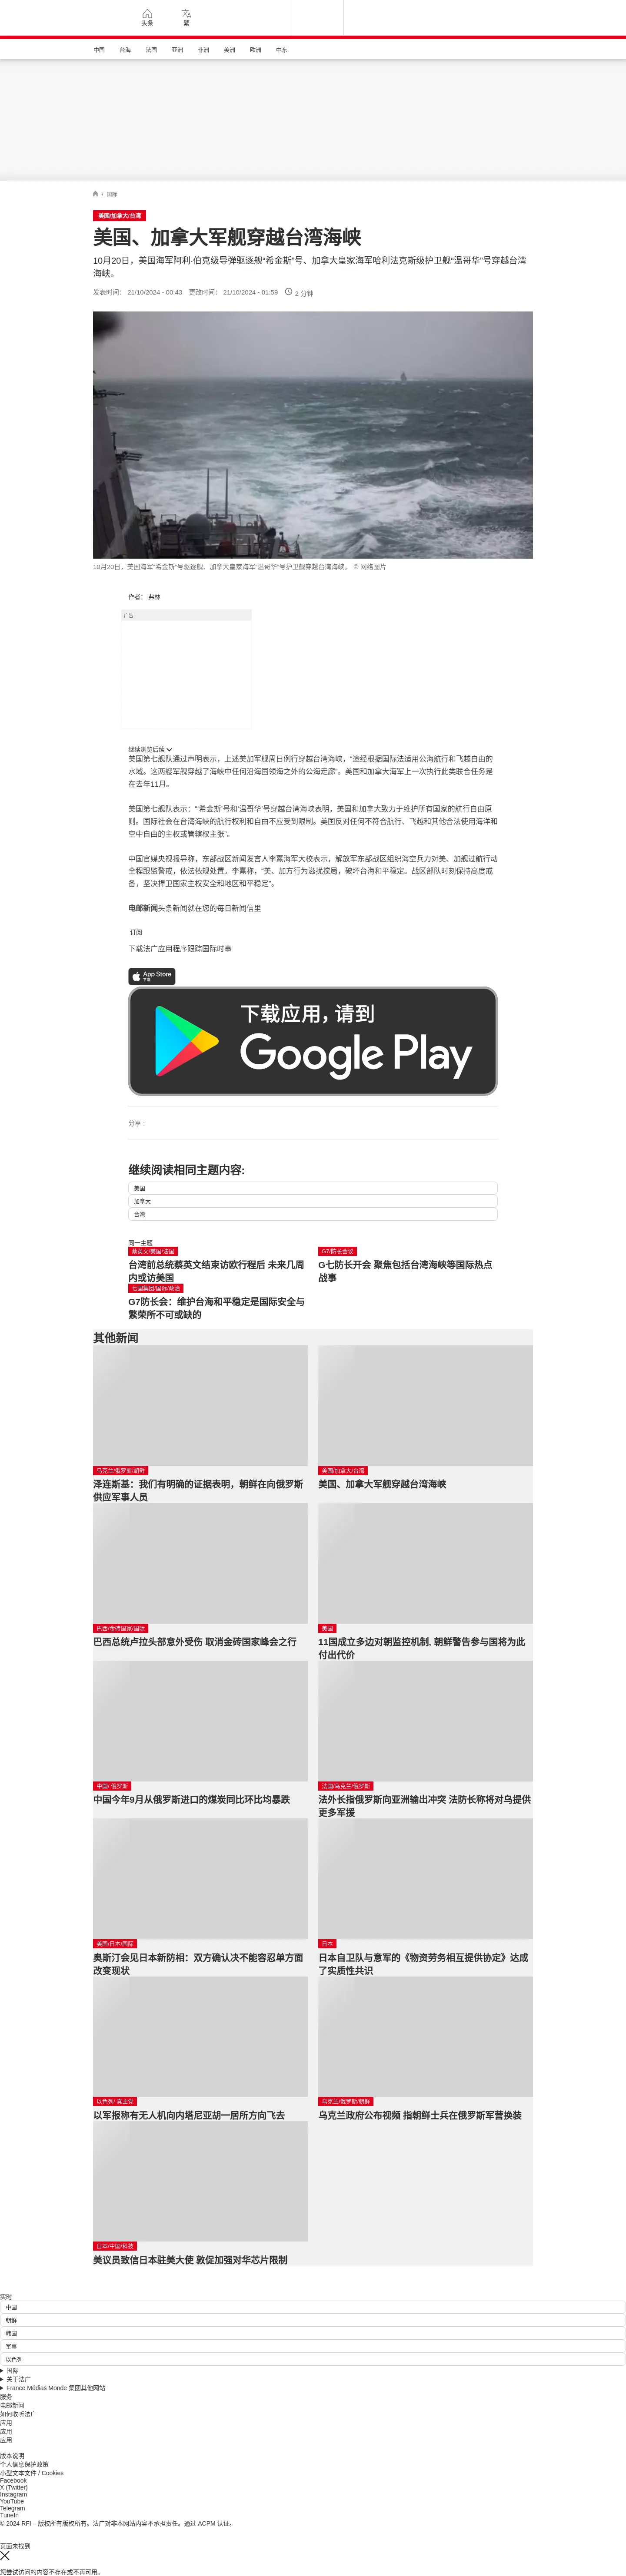 头条
繁
中国 台海 法国 亚洲 非洲 美洲 欧洲 中东
/ 国际
美国/加拿大/台湾
美国、加拿大军舰穿越台湾海峡
10月20日，美国海军阿利·伯克级导弹驱逐舰“希金斯”号、加拿大皇家海军哈利法克斯级护卫舰“温哥华”号穿越台湾
海峡。
发表时间： 21/10/2024 - 00:43 更改时间： 21/10/2024 - 01:59 2 分钟
10月20日，美国海军“希金斯”号驱逐舰、加拿大皇家海军“温哥华”号护卫舰穿越台湾海峡。 © 网络图片
作者： 弗林
广告
继续浏览后续
美国第七舰队通过声明表示，上述美加军舰周日例行穿越台湾海峡，“途经根据国际法适用公海航行和飞越自由的
水域。这两艘军舰穿越了海峡中任何沿海国领海之外的公海走廊”。美国和加拿大海军上一次执行此类联合任务是
在去年11月。
美国第七舰队表示：“‘希金斯’号和‘温哥华’号穿越台湾海峡表明，美国和加拿大致力于维护所有国家的航行自由原
则。国际社会在台湾海峡的航行权利和自由不应受到限制。美国反对任何不符合航行、飞越和其他合法使用海洋和
空中自由的主权或管辖权主张”。
中国官媒央视报导称，东部战区新闻发言人李熹海军大校表示，解放军东部战区组织海空兵力对美、加舰过航行动
全程跟监警戒，依法依规处置。李熹称，“美、加方行为滋扰搅局，破坏台海和平稳定。战区部队时刻保持高度戒
备，坚决捍卫国家主权安全和地区和平稳定”。
电邮新闻头条新闻就在您的每日新闻信里
订阅
下载法广应用程序跟踪国际时事
App Store
下载
下载应用，请到
Google Play
分享 :
继续阅读相同主题内容:
美国
加拿大
台湾
同一主题
蔡英文/美国/法国
台湾前总统蔡英文结束访欧行程后 未来几周
内或访美国
G7/防长会议
G七防长开会 聚焦包括台湾海峡等国际热点
战事
七国集团/国际/政治
G7防长会：维护台海和平稳定是国际安全与
繁荣所不可或缺的
其他新闻
乌克兰/俄罗斯/朝鲜
泽连斯基：我们有明确的证据表明，朝鲜在向俄罗斯
供应军事人员
美国/加拿大/台湾
美国、加拿大军舰穿越台湾海峡
巴西/金砖国家/国际
巴西总统卢拉头部意外受伤 取消金砖国家峰会之行
美国
11国成立多边对朝监控机制, 朝鲜警告参与国将为此
付出代价
中国/ 俄罗斯
中国今年9月从俄罗斯进口的煤炭同比环比均暴跌
法国/乌克兰/俄罗斯
法外长指俄罗斯向亚洲输出冲突 法防长称将对乌提供
更多军援
美国/日本/国际
奥斯汀会见日本新防相：双方确认决不能容忍单方面
改变现状
日本
日本自卫队与意军的《物资劳务相互提供协定》达成
了实质性共识
以色列/ 真主党
以军报称有无人机向内塔尼亚胡一居所方向飞去
乌克兰/俄罗斯/朝鲜
乌克兰政府公布视频 指朝鲜士兵在俄罗斯军营换装
日本/中国/科技
美议员致信日本驻美大使 敦促加强对华芯片限制
实时
中国
朝鲜
韩国
军事
以色列
国际
关于法广
France Médias Monde 集团其他网站
服务
电邮新闻
如何收听法广
应用
应用
应用
版本说明
个人信息保护政策
小型文本文件 / Cookies
Facebook
X (Twitter)
Instagram
YouTube
Telegram
TuneIn
© 2024 RFI – 版权所有版权所有。法广对非本网站内容不承担责任。通过 ACPM 认证。
页面未找到
您尝试访问的内容不存在或不再可用。